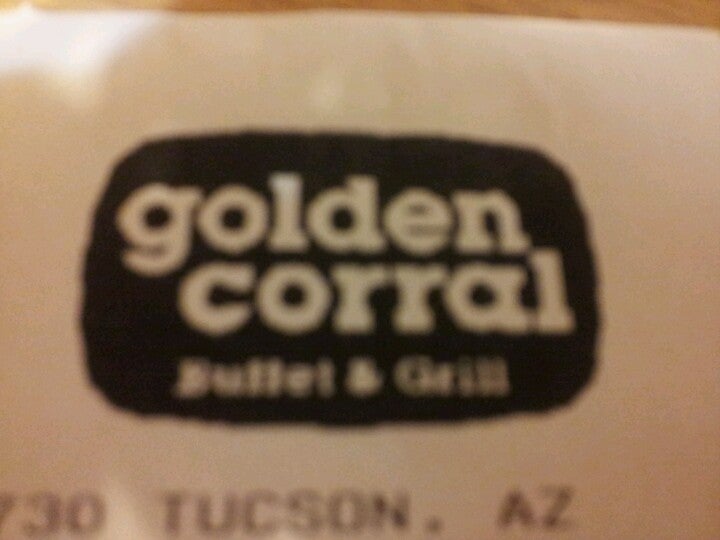 golden
corral
Buffet & Grill
730 TUCSON, AZ